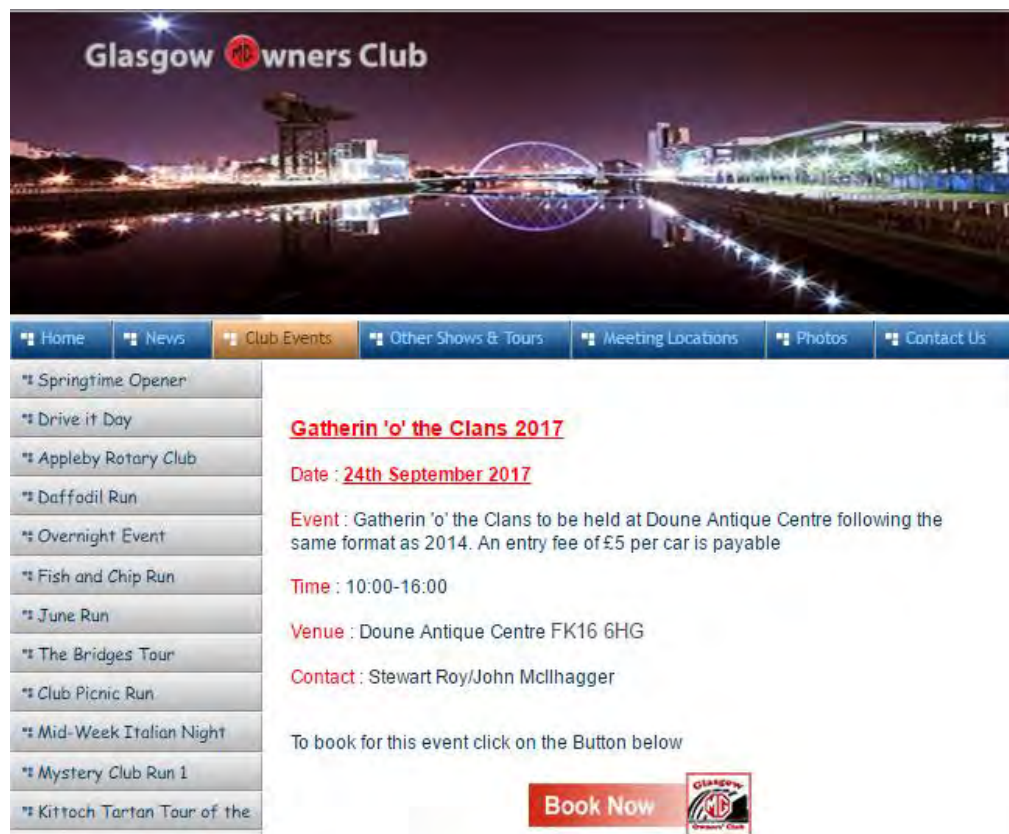 Glasgow MG Owners Club
Home
News
Club Events
Other Shows & Tours
Meeting Locations
Photos
Contact Us
Springtime Opener
Drive it Day
Appleby Rotary Club
Daffodil Run
Overnight Event
Fish and Chip Run
June Run
The Bridges Tour
Club Picnic Run
Mid-Week Italian Night
Mystery Club Run 1
Kittoch Tartan Tour of the
Gatherin 'o' the Clans 2017
Date : 24th September 2017
Event : Gatherin 'o' the Clans to be held at Doune Antique Centre following the
same format as 2014. An entry fee of £5 per car is payable
Time : 10:00-16:00
Venue : Doune Antique Centre FK16 6HG
Contact : Stewart Roy/John McIlhagger
To book for this event click on the Button below
Book Now
Glasgow
MG
Owners' Club